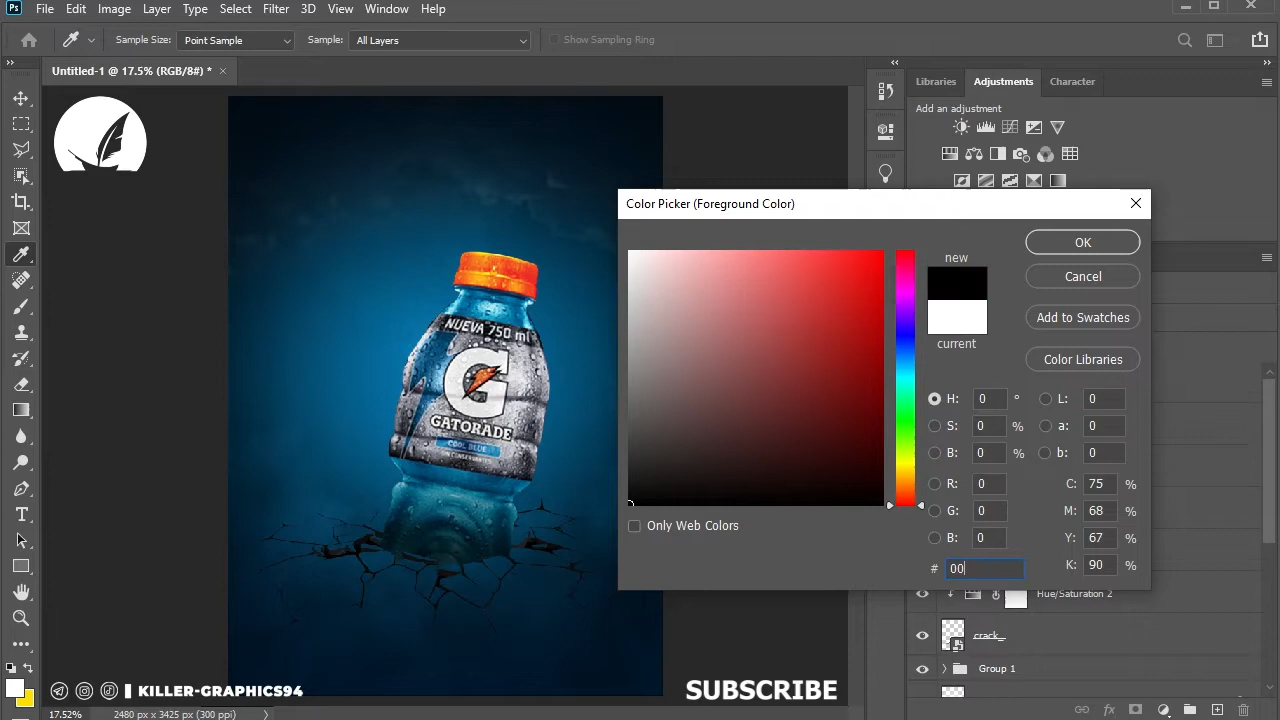 Ps File Edit Image Layer Type Select Filter 3D View Window Help
Sample Size: Point Sample Sample: All Layers Show Sampling Ring
Untitled-1 @ 17.5% (RGB/8#) * ×
Libraries Adjustments Character
Add an adjustment
Color Picker (Foreground Color)
new
current
OK
Cancel
Add to Swatches
Color Libraries
H: 0 °
S: 0 %
B: 0 %
R: 0
G: 0
B: 0
# 00
L: 0
a: 0
b: 0
C: 75 %
M: 68 %
Y: 67 %
K: 90 %
Only Web Colors
NUEVA 750 ml
G
GATORADE
COOL BLUE
SIN CONSERVANTES
Hue/Saturation 2
crack_
Group 1
KILLER-GRAPHICS94
SUBSCRIBE
17.52% 2480 px x 3425 px (300 ppi)